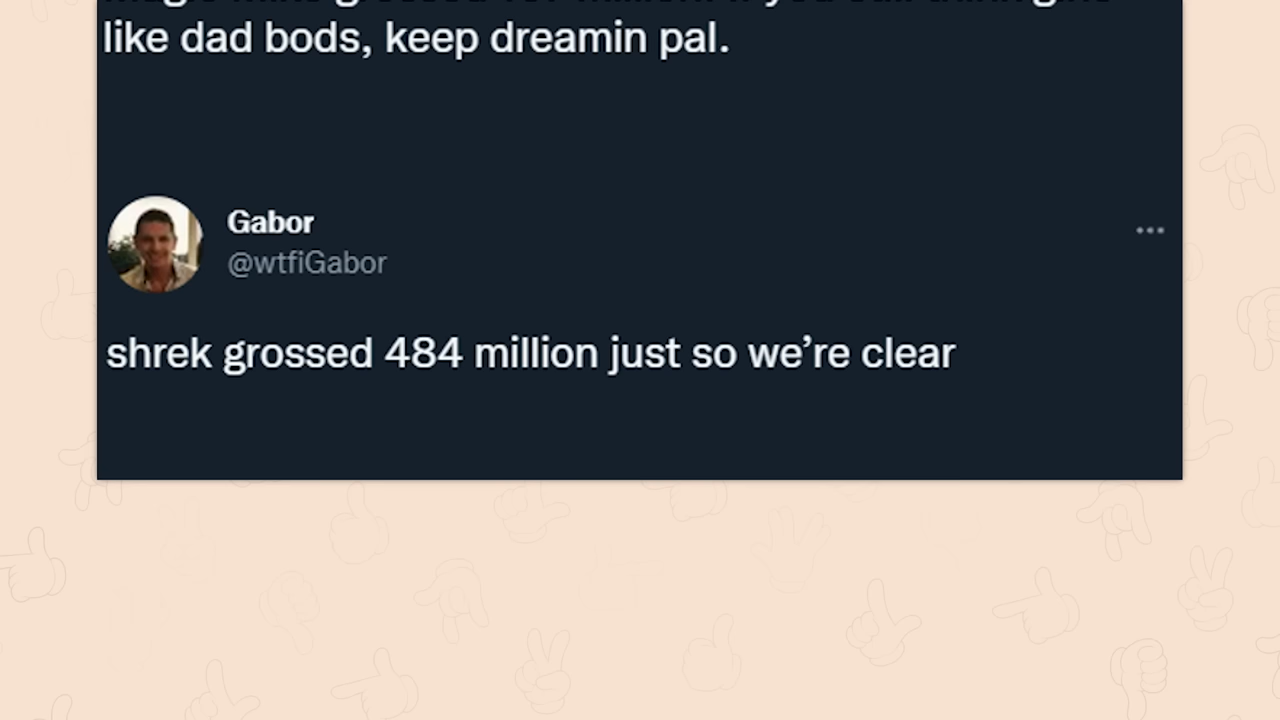 like dad bods, keep dreamin pal.
Gabor
@wtfiGabor
shrek grossed 484 million just so we’re clear